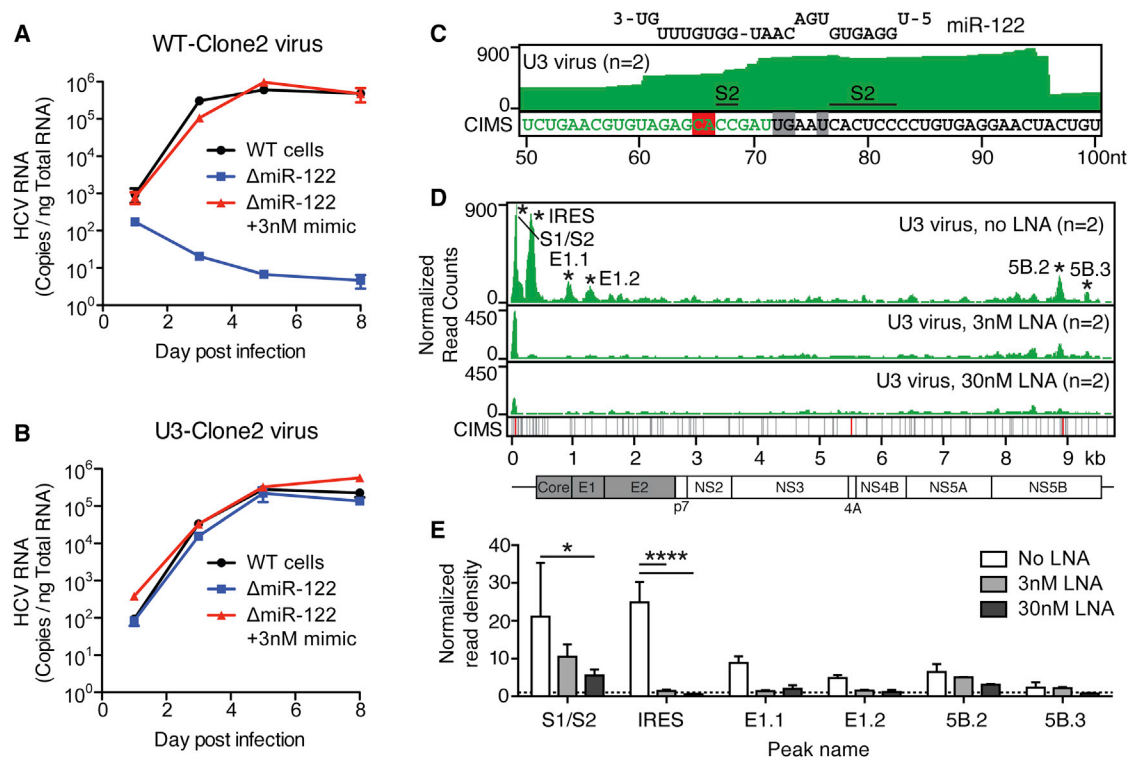 A
WT-Clone2 virus
HCV RNA
(Copies / ng Total RNA)
10^6
10^5
10^4
10^3
10^2
10^1
10^0
WT cells
ΔmiR-122
ΔmiR-122
+3nM mimic
0 2 4 6 8
Day post infection
B
U3-Clone2 virus
HCV RNA
(Copies / ng Total RNA)
10^6
10^5
10^4
10^3
10^2
10^1
10^0
WT cells
ΔmiR-122
ΔmiR-122
+3nM mimic
0 2 4 6 8
Day post infection
C
3-UG AGU U-5
UUUGUGG-UAAC GUGAGG
miR-122
900
U3 virus (n=2)
S2 S2
0
CIMS UCUGAACGUGUAGAGCACCGAUUUGAAUCACUCCCCUGUGAGGAACUACUGU
50 60 70 80 90 100nt
D
Normalized
Read Counts
900
* * IRES
S1/S2
E1.1
* * E1.2
U3 virus, no LNA (n=2)
5B.2 * 5B.3
*
0
450
U3 virus, 3nM LNA (n=2)
0
450
U3 virus, 30nM LNA (n=2)
0
CIMS
0 1 2 3 4 5 6 7 8 9 kb
Core E1 E2 NS2 NS3 NS4B NS5A NS5B
p7 4A
E
Normalized
read density
40
30
20
10
0
*
****
No LNA
3nM LNA
30nM LNA
S1/S2 IRES E1.1 E1.2 5B.2 5B.3
Peak name